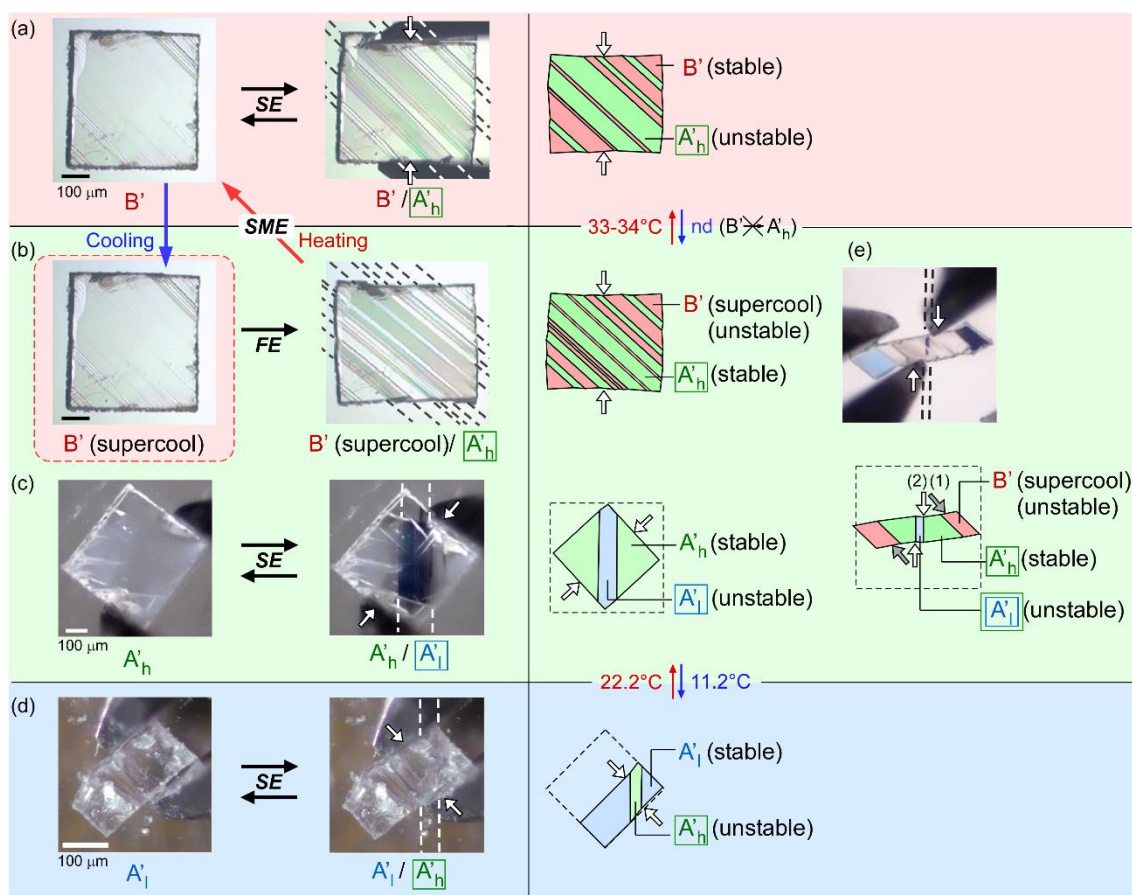 (a)
SE
100 µm
B'
B' / A'h
B' (stable)
A'h (unstable)
Cooling
SME
Heating
33-34°C
nd (B' A'h)
(b)
FE
B' (supercool)
B' (supercool)/ A'h
B' (supercool)
(unstable)
A'h (stable)
(e)
(2) (1)
B' (supercool)
(unstable)
A'h (stable)
A'l (unstable)
(c)
SE
100 µm
A'h
A'h / A'l
A'h (stable)
A'l (unstable)
22.2°C
11.2°C
(d)
SE
100 µm
A'l
A'l / A'h
A'l (stable)
A'h (unstable)